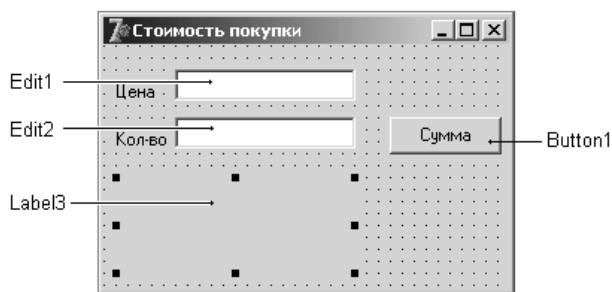 Стоимость покупки
Edit1
Цена
Edit2
Кол-во
Сумма
Button1
Label3